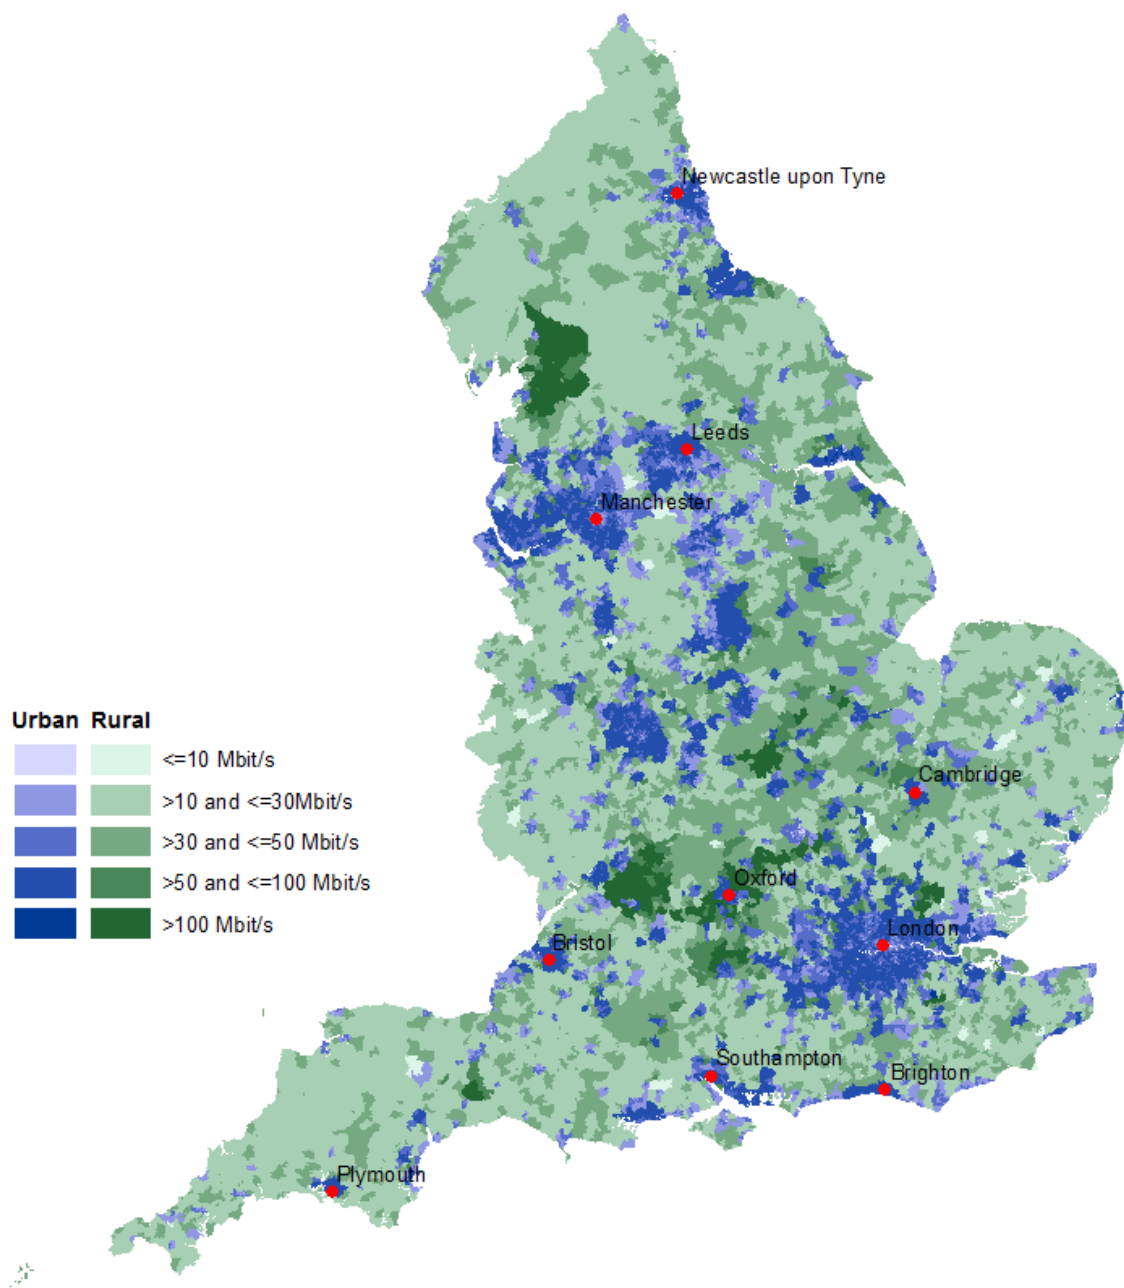 Newcastle upon Tyne
Leeds
Manchester
Urban Rural
<=10 Mbit/s
>10 and <=30Mbit/s
>30 and <=50 Mbit/s
>50 and <=100 Mbit/s
>100 Mbit/s
Cambridge
Oxford
London
Bristol
Southampton
Brighton
Plymouth